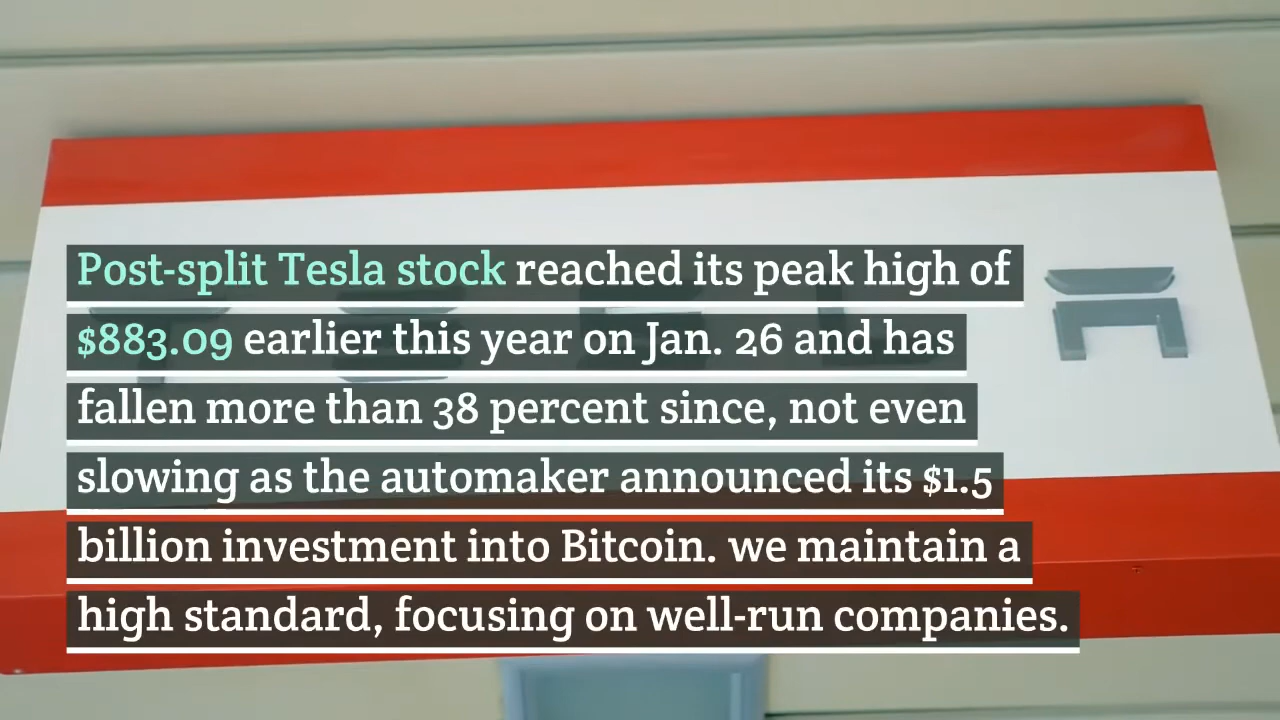 Post-split Tesla stock reached its peak high of
$883.09 earlier this year on Jan. 26 and has
fallen more than 38 percent since, not even
slowing as the automaker announced its $1.5
billion investment into Bitcoin. we maintain a
high standard, focusing on well-run companies.